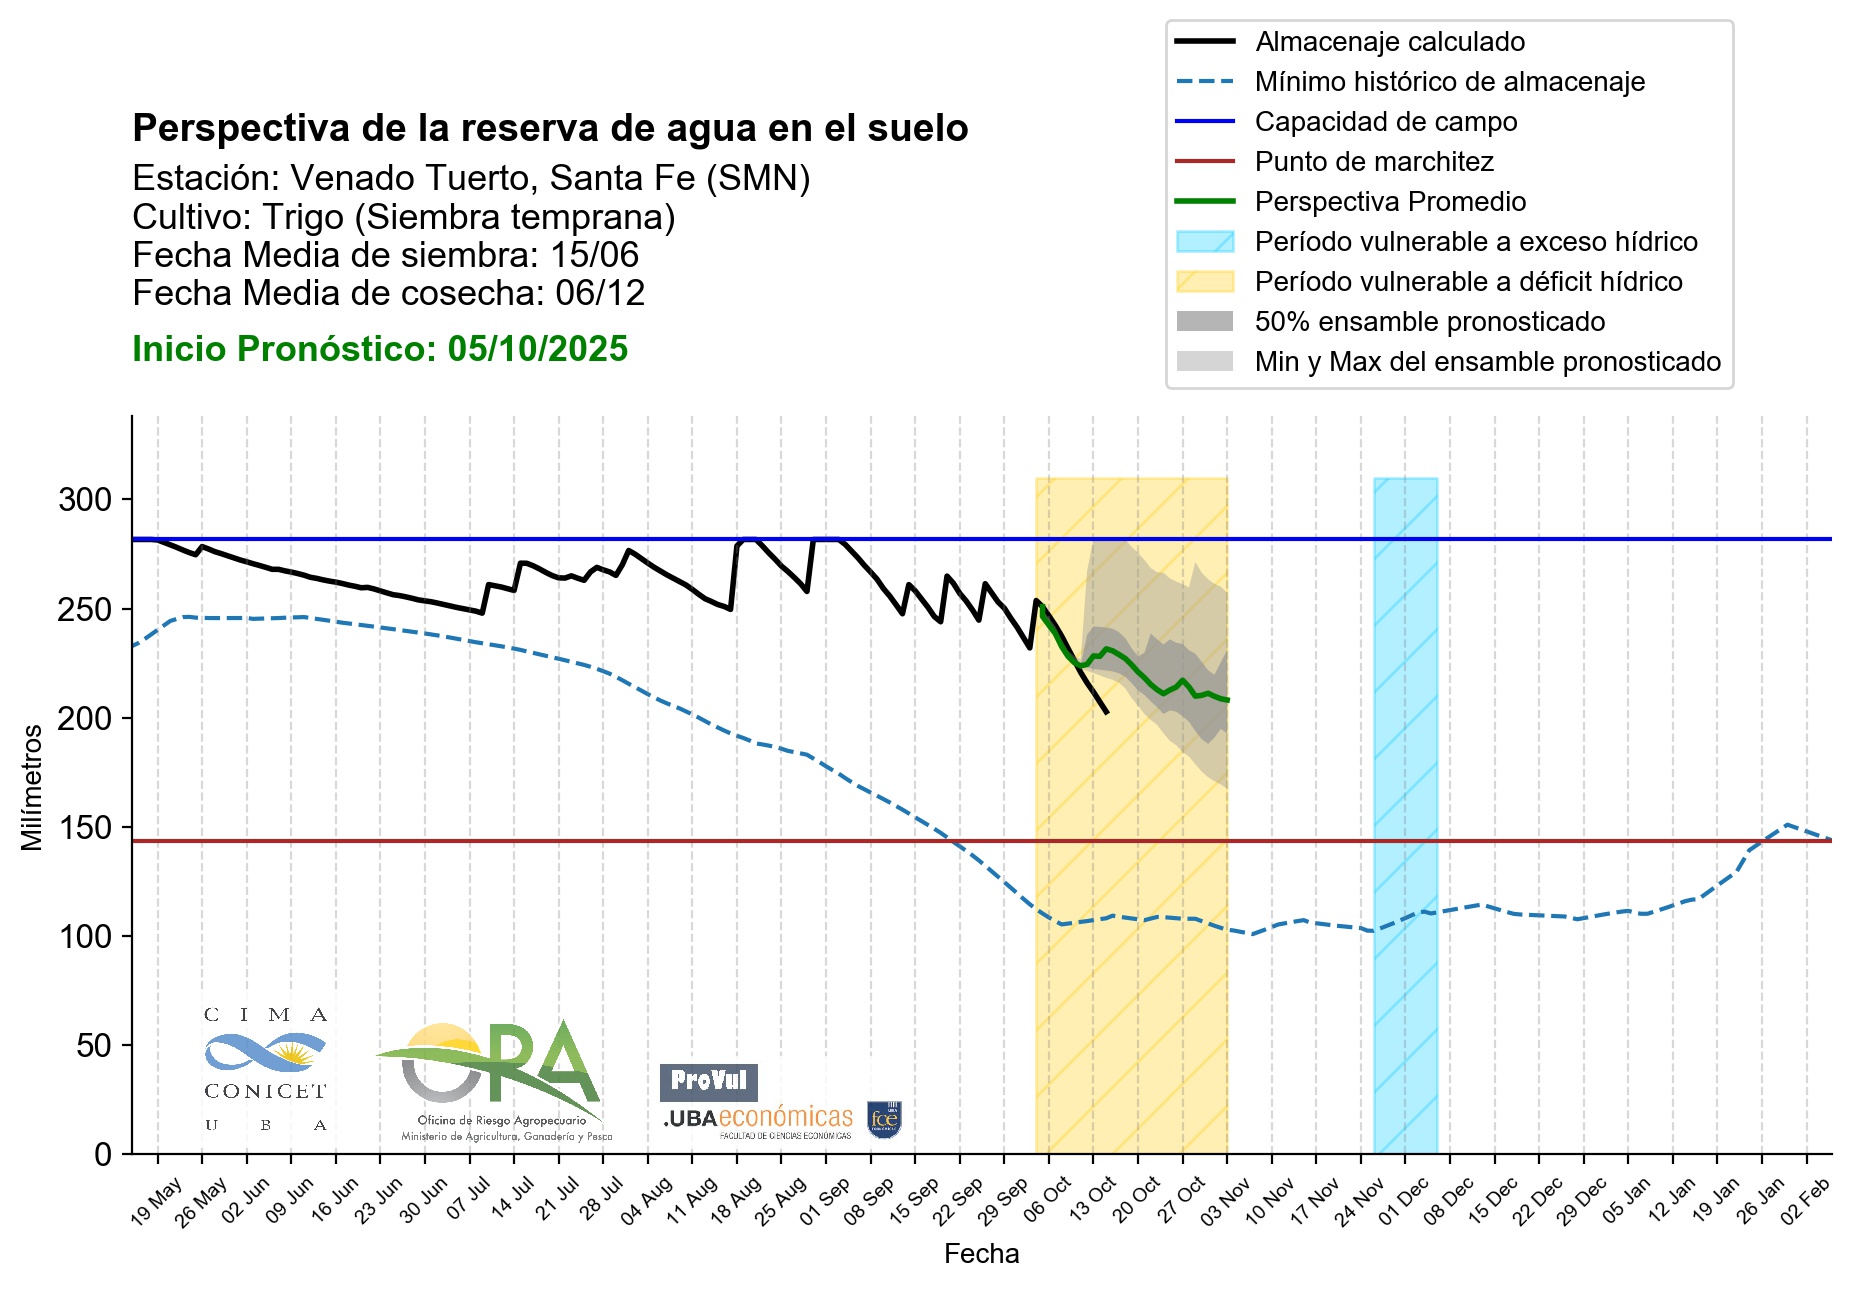 Almacenaje calculado
Mínimo histórico de almacenaje
Capacidad de campo
Punto de marchitez
Perspectiva Promedio
Período vulnerable a exceso hídrico
Período vulnerable a déficit hídrico
50% ensamble pronosticado
Min y Max del ensamble pronosticado
Perspectiva de la reserva de agua en el suelo
Estación: Venado Tuerto, Santa Fe (SMN)
Cultivo: Trigo (Siembra temprana)
Fecha Media de siembra: 15/06
Fecha Media de cosecha: 06/12
Inicio Pronóstico: 05/10/2025
Milímetros
300
250
200
150
100
50
0
C I M A
CONICET
U B A
ORA
Oficina de Riesgo Agropecuario
Ministerio de Agricultura, Ganadería y Pesca
ProVul
.UBAeconómicas
FACULTAD DE CIENCIAS ECONÓMICAS
fce
19 May 26 May 02 Jun 09 Jun 16 Jun 23 Jun 30 Jun 07 Jul 14 Jul 21 Jul 28 Jul 04 Aug 11 Aug 18 Aug 25 Aug 01 Sep 08 Sep 15 Sep 22 Sep 29 Sep 06 Oct 13 Oct 20 Oct 27 Oct 03 Nov 10 Nov 17 Nov 24 Nov 01 Dec 08 Dec 15 Dec 22 Dec 29 Dec 05 Jan 12 Jan 19 Jan 26 Jan 02 Feb
Fecha